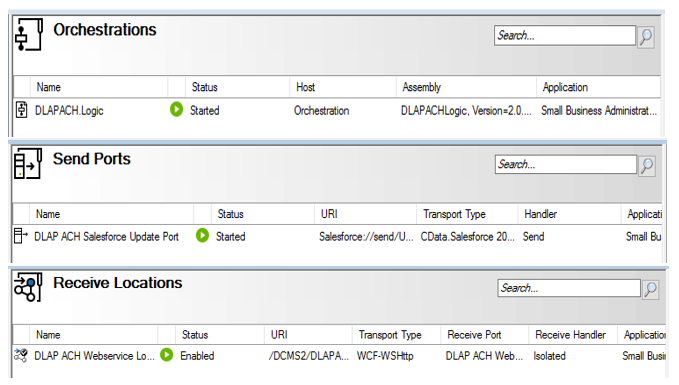 Orchestrations
Search...
Name Status Host Assembly Application
DLAPACH.Logic Started Orchestration DLAPACHLogic, Version=2.0.... Small Business Administrat...
Send Ports
Search...
Name Status URI Transport Type Handler Applicati
DLAP ACH Salesforce Update Port Started Salesforce://send/U... CData.Salesforce 20... Send Small Bu
Receive Locations
Search...
Name Status URI Transport Type Receive Port Receive Handler Application
DLAP ACH Webservice Lo... Enabled /DCMS2/DLAPA... WCF-WSHttp DLAP ACH Web... Isolated Small Busi